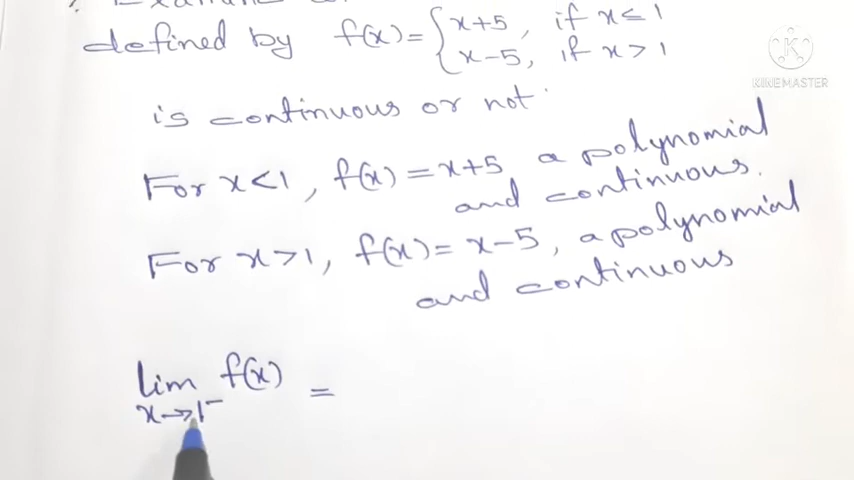 defined by f(x) = { x+5, if x ≤ 1
x-5, if x > 1
is continuous or not.
For x<1, f(x) = x+5 a polynomial
and continuous.
For x>1, f(x) = x-5, a polynomial
and continuous
lim f(x) =
x→1⁻
KINEMASTER